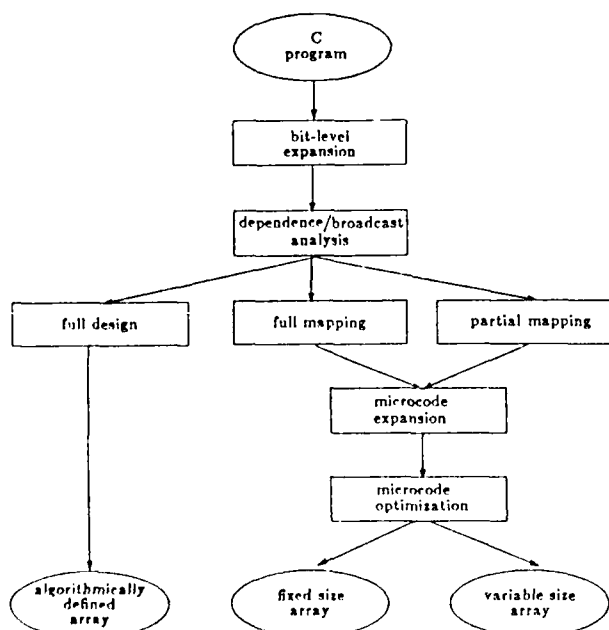 C
program
bit-level
expansion
dependence/broadcast
analysis
full design
full mapping
partial mapping
microcode
expansion
microcode
optimization
algorithmically
defined
array
fixed size
array
variable size
array